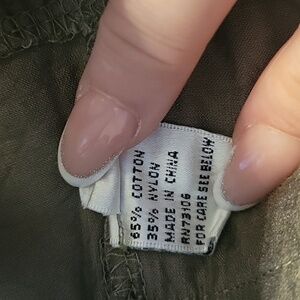 65% COTTON
35% NYLON
MADE IN CHINA
RN73106
FOR CARE SEE BELOW